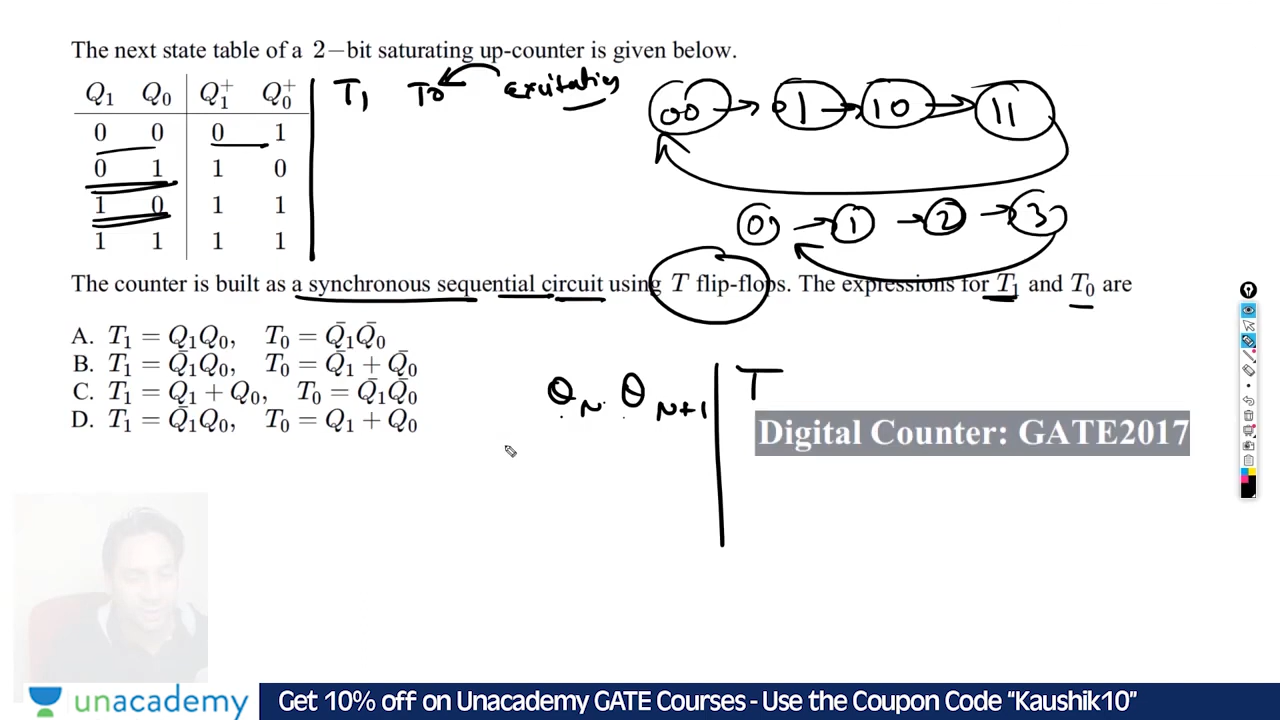 The next state table of a 2−bit saturating up-counter is given below.
Q₁ Q₀ Q₁⁺ Q₀⁺ T₁ T₀ excitation
0 0 0 1
0 1 1 0
1 0 1 1
1 1 1 1
00 01 10 11
0 1 2 3
The counter is built as a synchronous sequential circuit using T flip-flops. The expressions for T₁ and T₀ are
A. T₁ = Q₁Q₀, T₀ = Q̄₁Q̄₀
B. T₁ = Q̄₁Q₀, T₀ = Q̄₁ + Q̄₀
C. T₁ = Q₁ + Q₀, T₀ = Q̄₁Q̄₀
D. T₁ = Q̄₁Q₀, T₀ = Q₁ + Q₀
Q_N Q_N+1 T
Digital Counter: GATE2017
unacademy
Get 10% off on Unacademy GATE Courses - Use the Coupon Code "Kaushik10"